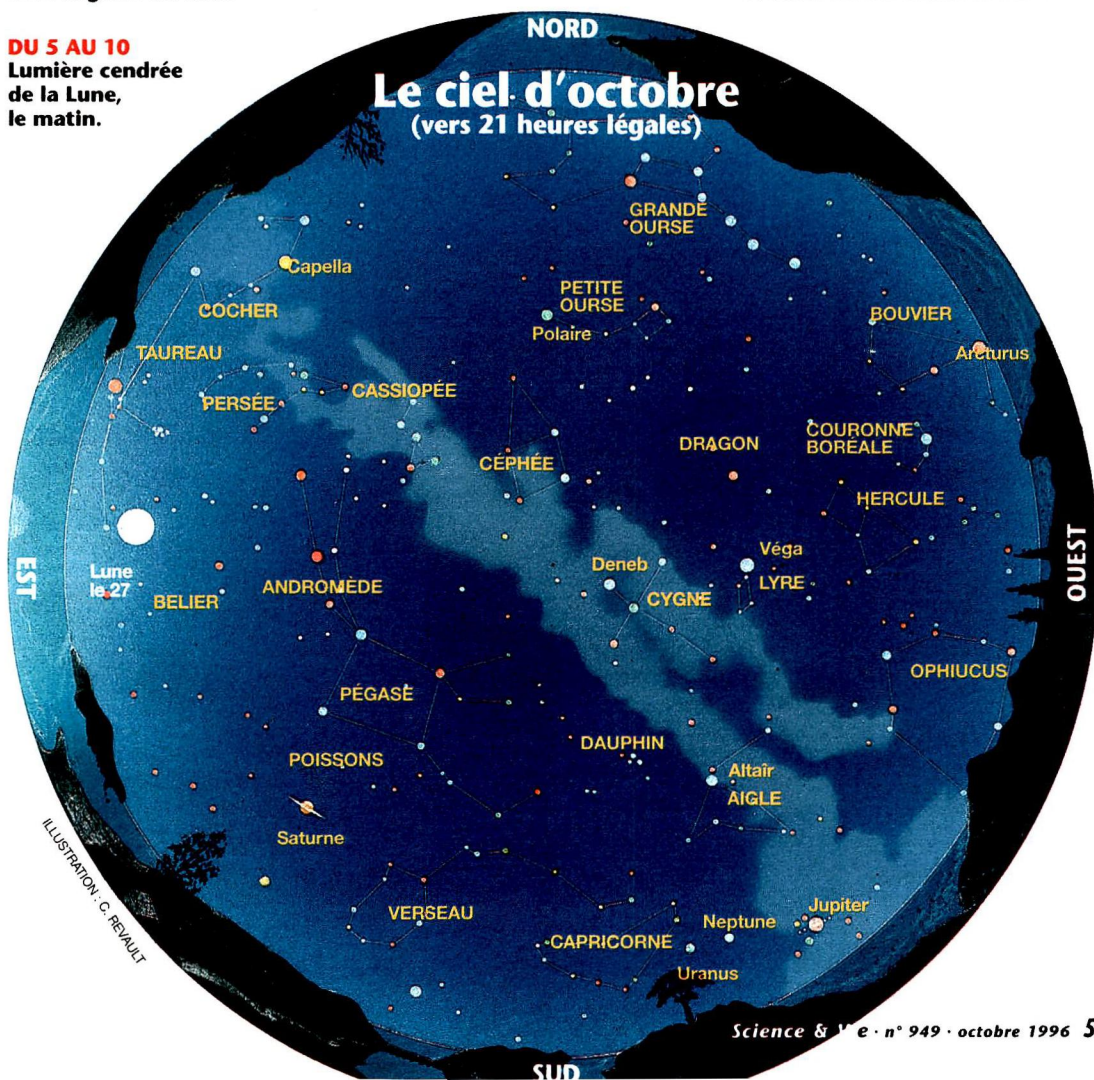 DU 5 AU 10
Lumière cendrée
de la Lune,
le matin.
NORD
Le ciel d'octobre
(vers 21 heures légales)
GRANDE
OURSE
Capella
COCHER
PETITE
OURSE
Polaire
BOUVIER
Arcturus
TAUREAU
PERSÉE
CASSIOPÉE
CÉPHÉE
DRAGON
COURONNE
BORÉALE
HERCULE
EST
Lune
le 27
BELIER
ANDROMÈDE
Deneb
CYGNE
Véga
LYRE
OUEST
OPHIUCUS
PÉGASE
POISSONS
Saturne
DAUPHIN
Altaîr
AIGLE
VERSEAU
CAPRICORNE
Neptune
Uranus
Jupiter
ILLUSTRATION : C. REVAULT
SUD
Science & e · n° 949 · octobre 1996 5